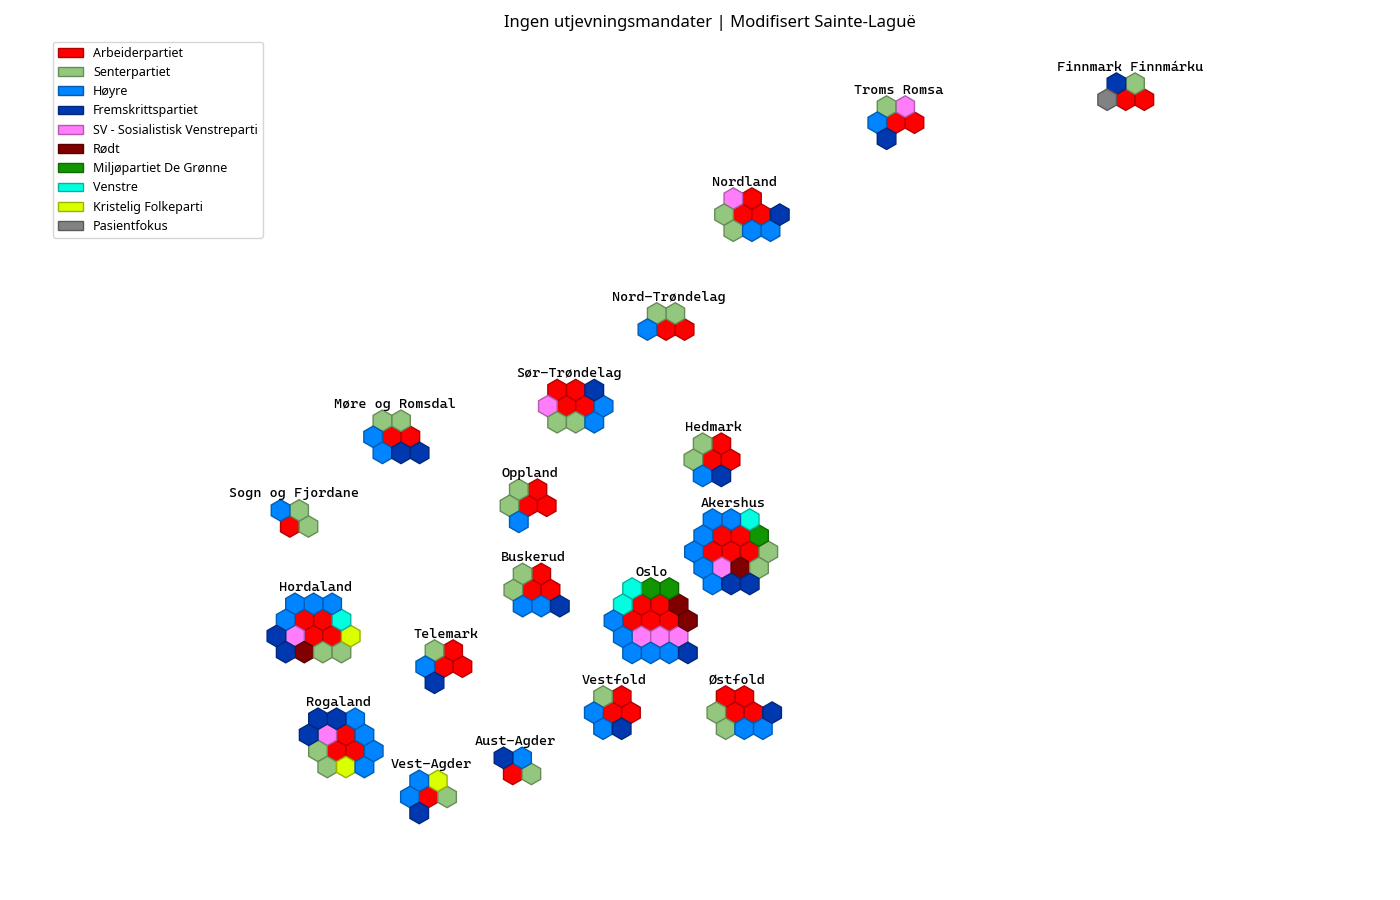 Ingen utjevningsmandater | Modifisert Sainte-Laguë
Arbeiderpartiet
Senterpartiet
Høyre
Fremskrittspartiet
SV - Sosialistisk Venstreparti
Rødt
Miljøpartiet De Grønne
Venstre
Kristelig Folkeparti
Pasientfokus
Finnmark Finnmárku
Troms Romsa
Nordland
Nord-Trøndelag
Sør-Trøndelag
Møre og Romsdal
Hedmark
Oppland
Sogn og Fjordane
Akershus
Buskerud
Oslo
Hordaland
Telemark
Vestfold
Østfold
Rogaland
Aust-Agder
Vest-Agder